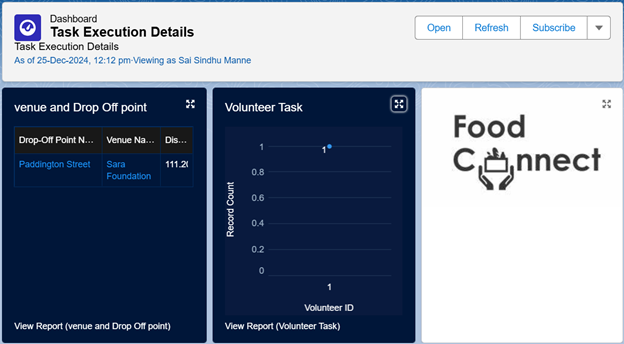 Dashboard
Task Execution Details
Task Execution Details
As of 25-Dec-2024, 12:12 pm·Viewing as Sai Sindhu Manne
Open
Refresh
Subscribe
venue and Drop Off point
Drop-Off Point N...
Venue Na...
Dis...
Paddington Street
Sara
Foundation
111.20
View Report (venue and Drop Off point)
Volunteer Task
Record Count
1
0.8
0.6
0.4
0.2
0
1
1
Volunteer ID
View Report (Volunteer Task)
Food
Connect